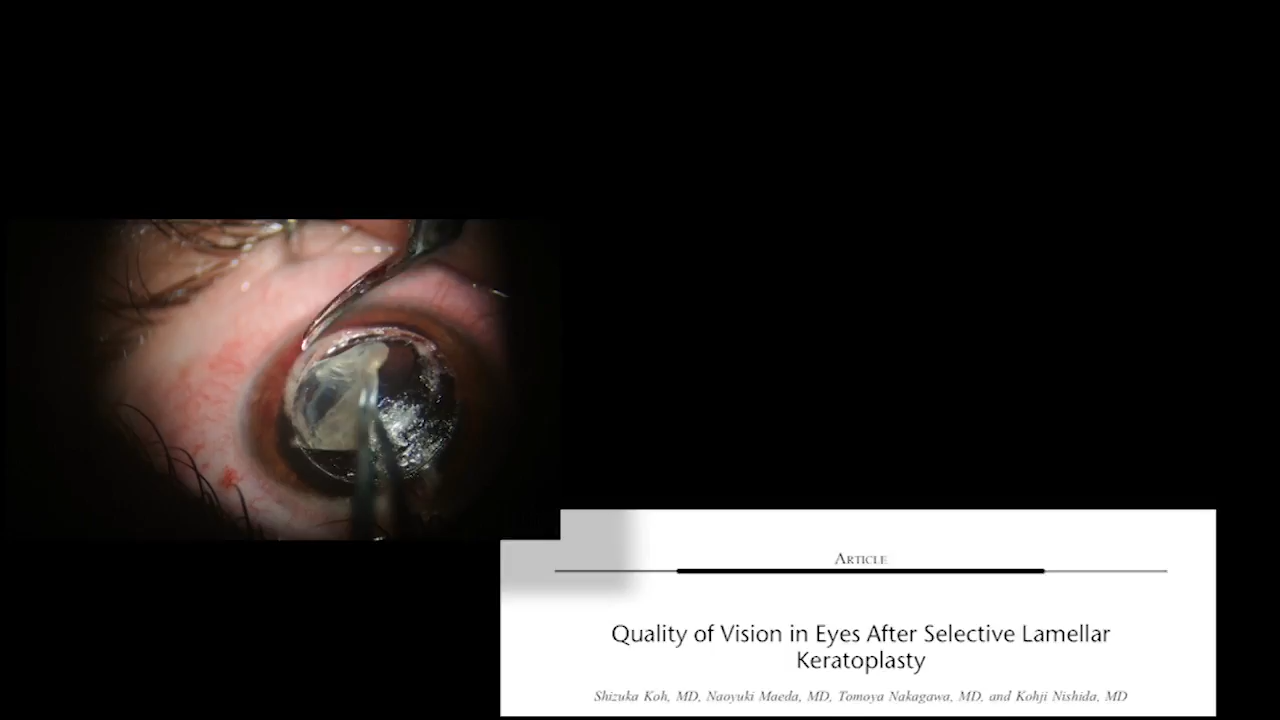 ARTICLE
Quality of Vision in Eyes After Selective Lamellar
Keratoplasty
Shizuka Koh, MD, Naoyuki Maeda, MD, Tomoya Nakagawa, MD, and Kohji Nishida, MD